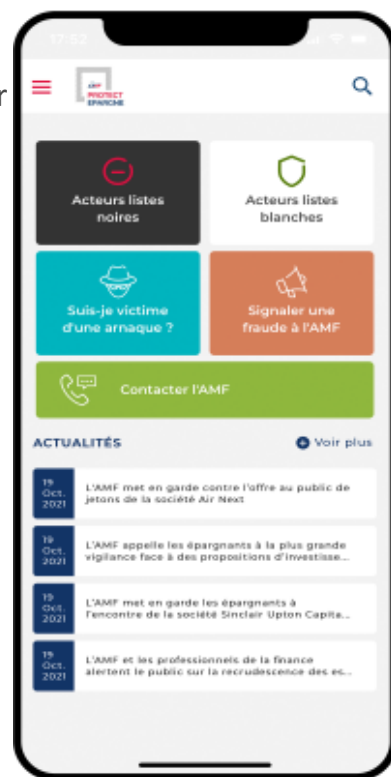 r
17:52
AMF
PROTECT
EPARGNE
Acteurs listes
noires
Acteurs listes
blanches
Suis-je victime
d'une arnaque ?
Signaler une
fraude à l'AMF
Contacter l'AMF
ACTUALITÉS
Voir plus
19
Oct.
2021
L'AMF met en garde contre l'offre au public de
jetons de la société Air Next
19
Oct.
2021
L'AMF appelle les épargnants à la plus grande
vigilance face à des propositions d'investisse...
19
Oct.
2021
L'AMF met en garde les épargnants à
l'encontre de la société Sinclair Upton Capita...
19
Oct.
2021
L'AMF et les professionnels de la finance
alertent le public sur la recrudescence des es...